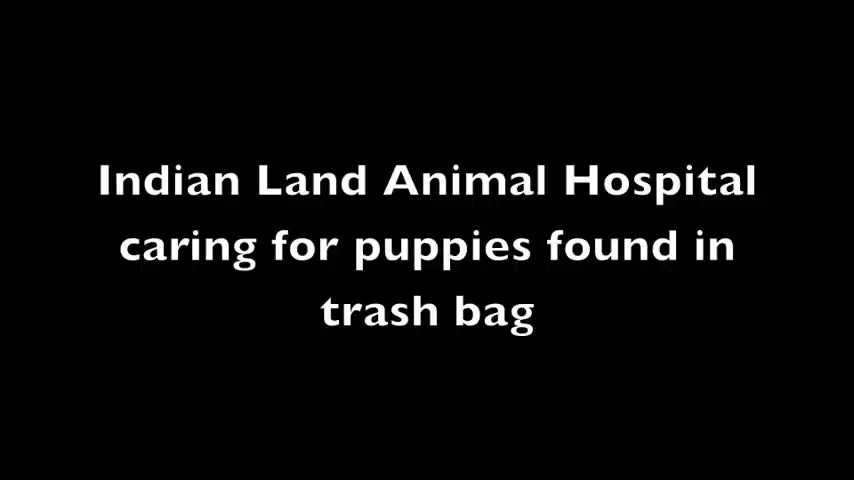 Indian Land Animal Hospital
caring for puppies found in
trash bag